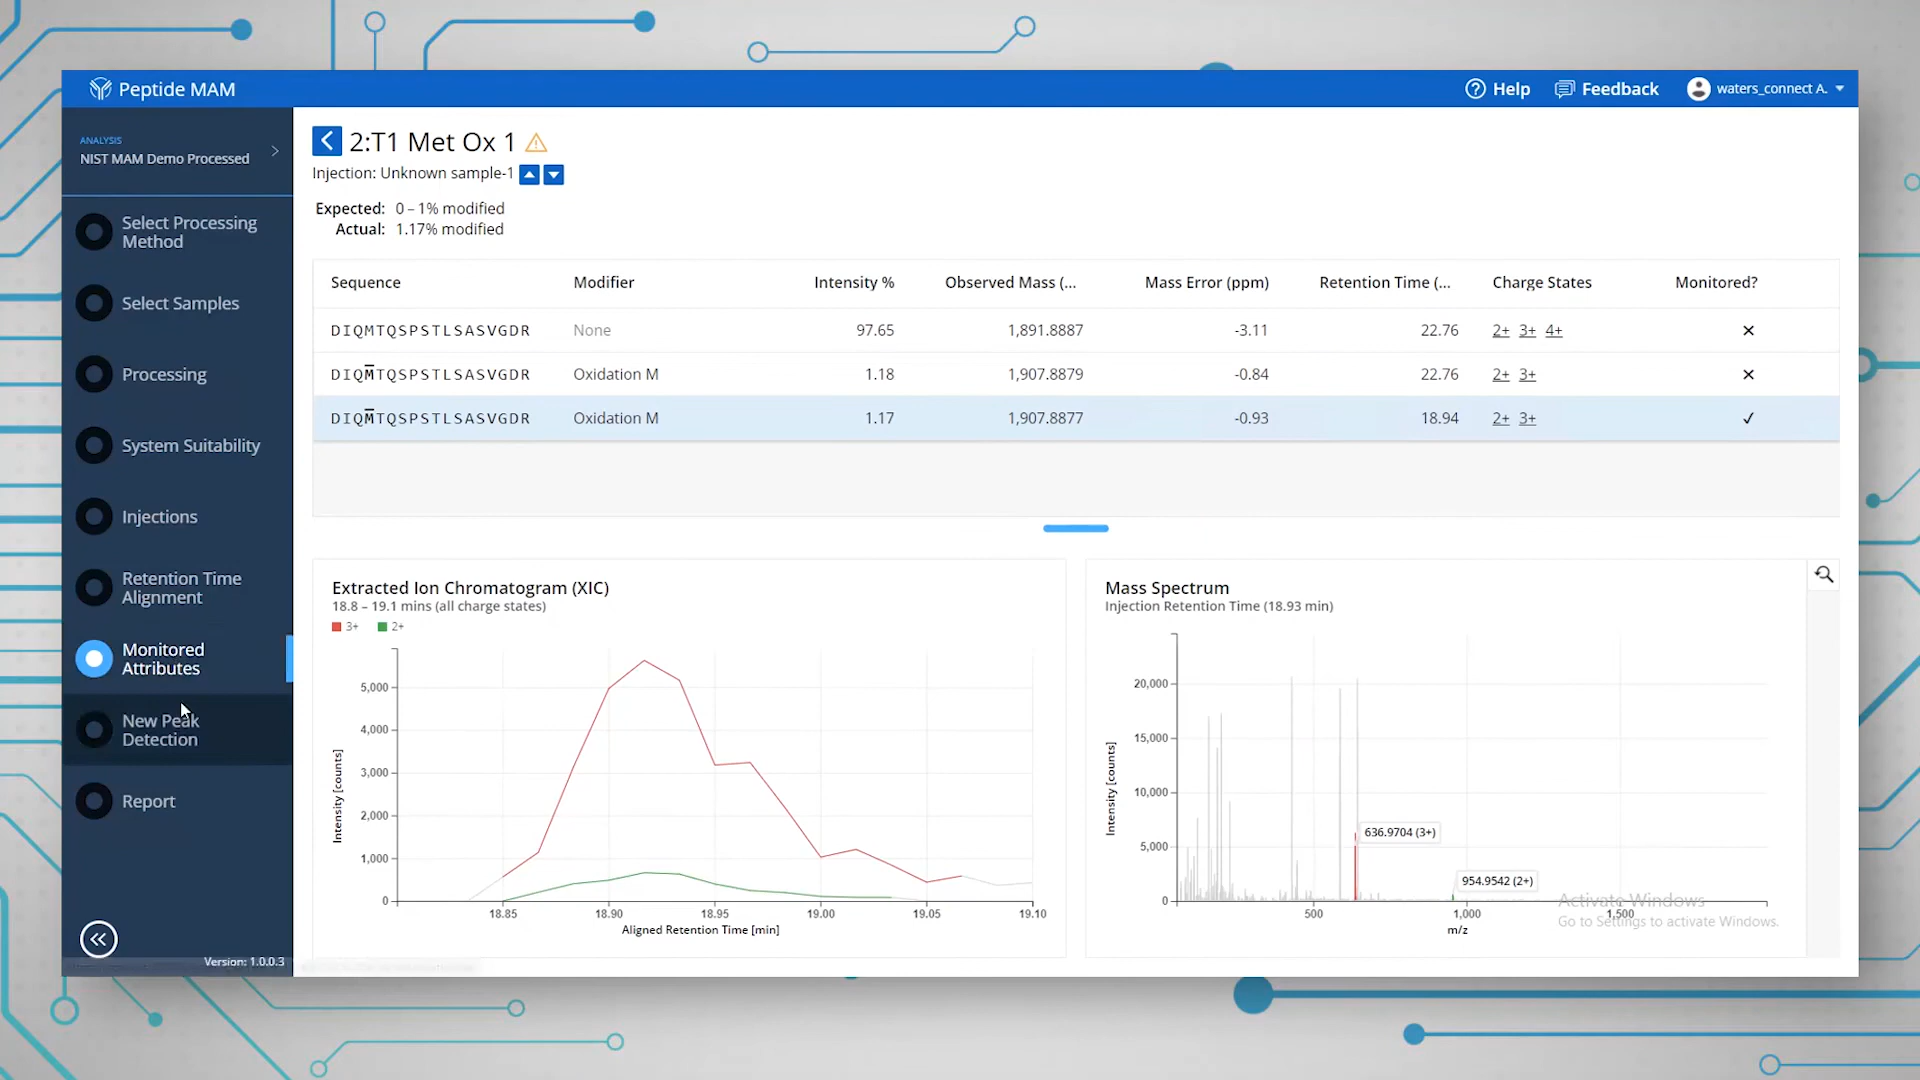 Peptide MAM
Help
Feedback
waters_connect A.
ANALYSIS
NIST MAM Demo Processed
Select Processing
Method
Select Samples
Processing
System Suitability
Injections
Retention Time
Alignment
Monitored
Attributes
New Peak
Detection
Report
Version: 1.0.0.3
2:T1 Met Ox 1
Injection: Unknown sample-1
Expected: 0 – 1% modified
Actual: 1.17% modified
Sequence Modifier Intensity % Observed Mass (... Mass Error (ppm) Retention Time (... Charge States Monitored?
DIQMTQSPSTLSASVGDR None 97.65 1,891.8887 -3.11 22.76 2+ 3+ 4+ ✕
DIQMTQSPSTLSASVGDR Oxidation M 1.18 1,907.8879 -0.84 22.76 2+ 3+ ✕
DIQMTQSPSTLSASVGDR Oxidation M 1.17 1,907.8877 -0.93 18.94 2+ 3+ ✓
Extracted Ion Chromatogram (XIC)
18.8 – 19.1 mins (all charge states)
3+ 2+
Intensity [counts]
5,000
4,000
3,000
2,000
1,000
0
18.85 18.90 18.95 19.00 19.05 19.10
Aligned Retention Time [min]
Mass Spectrum
Injection Retention Time (18.93 min)
Intensity [counts]
20,000
15,000
10,000
5,000
0
636.9704 (3+)
954.9542 (2+)
500 1,000 1,500
m/z
Activate Windows
Go to Settings to activate Windows.